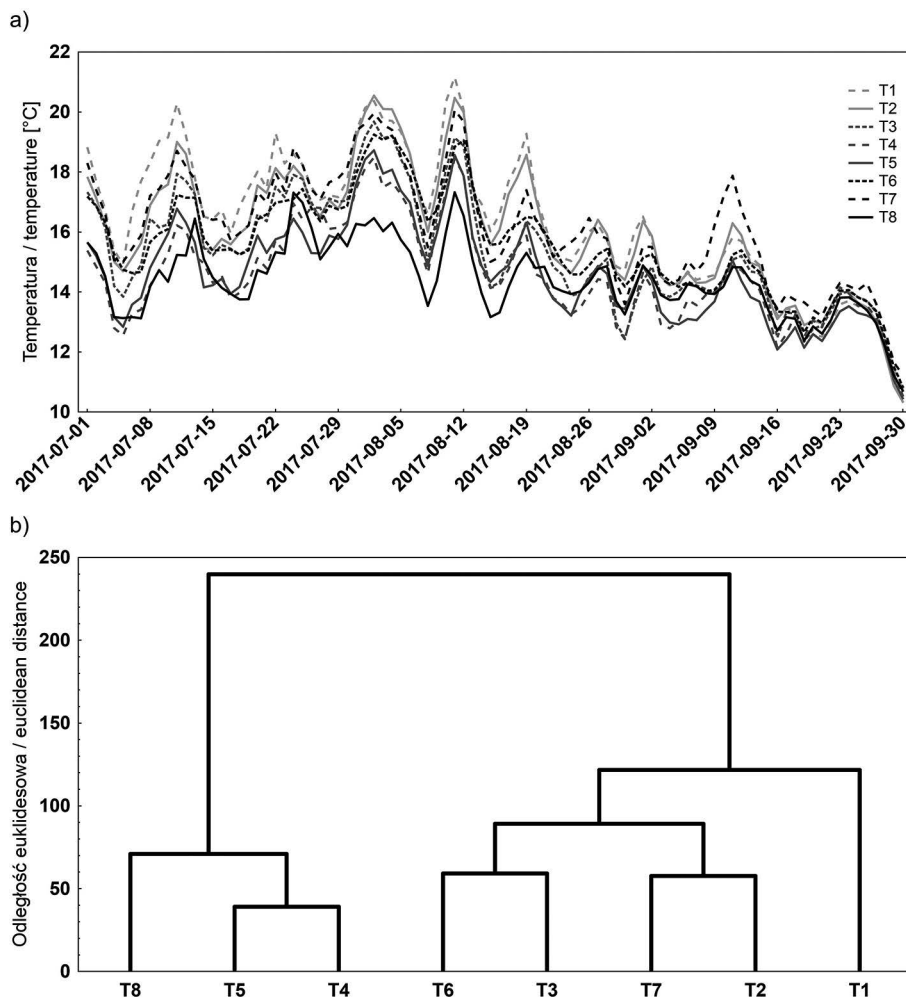 a)
Temperatura / temperature [°C]
22
20
18
16
14
12
10
T1
T2
T3
T4
T5
T6
T7
T8
2017-07-01
2017-07-08
2017-07-15
2017-07-22
2017-07-29
2017-08-05
2017-08-12
2017-08-19
2017-08-26
2017-09-02
2017-09-09
2017-09-16
2017-09-23
2017-09-30
b)
Odległość euklidesowa / euclidean distance
250
200
150
100
50
0
T8
T5
T4
T6
T3
T7
T2
T1